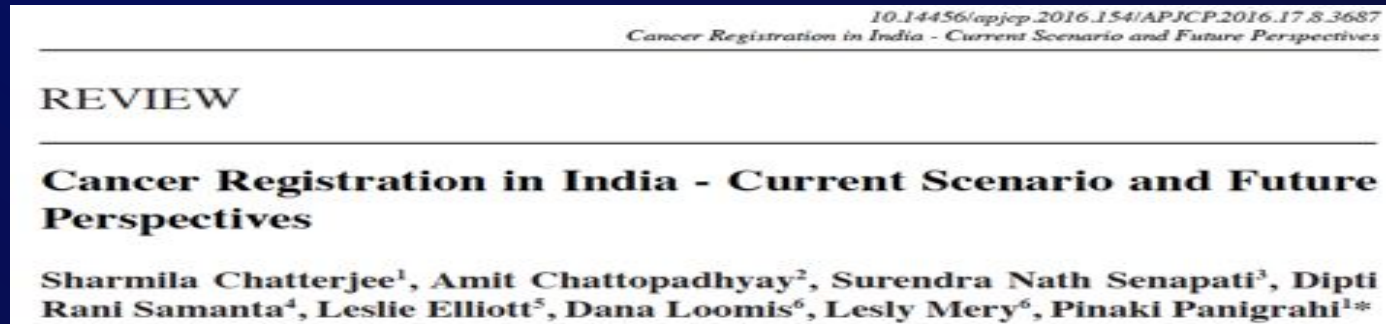 10.14456/apjcp.2016.154/APJCP.2016.17.8.3687
Cancer Registration in India - Current Scenario and Future Perspectives
REVIEW
Cancer Registration in India - Current Scenario and Future
Perspectives
Sharmila Chatterjee¹, Amit Chattopadhyay², Surendra Nath Senapati³, Dipti
Rani Samanta⁴, Leslie Elliott⁵, Dana Loomis⁶, Lesly Mery⁶, Pinaki Panigrahi¹*